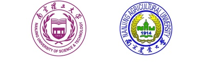 南京理工大学
NANJING UNIVERSITY OF SCIENCE & TECHNOLOGY
NANJING AGRICULTURAL UNIVERSITY
1914
南京农业大学